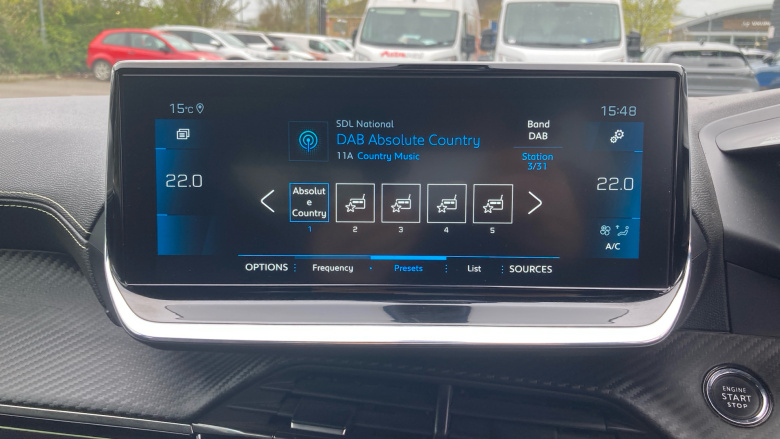 15°C
15:48
SDL National
DAB Absolute Country
11A Country Music
Band
DAB
Station
3/31
22.0
22.0
Absolut
e
Country
1
2
3
4
5
A/C
OPTIONS
Frequency
Presets
List
SOURCES
ENGINE
START
STOP